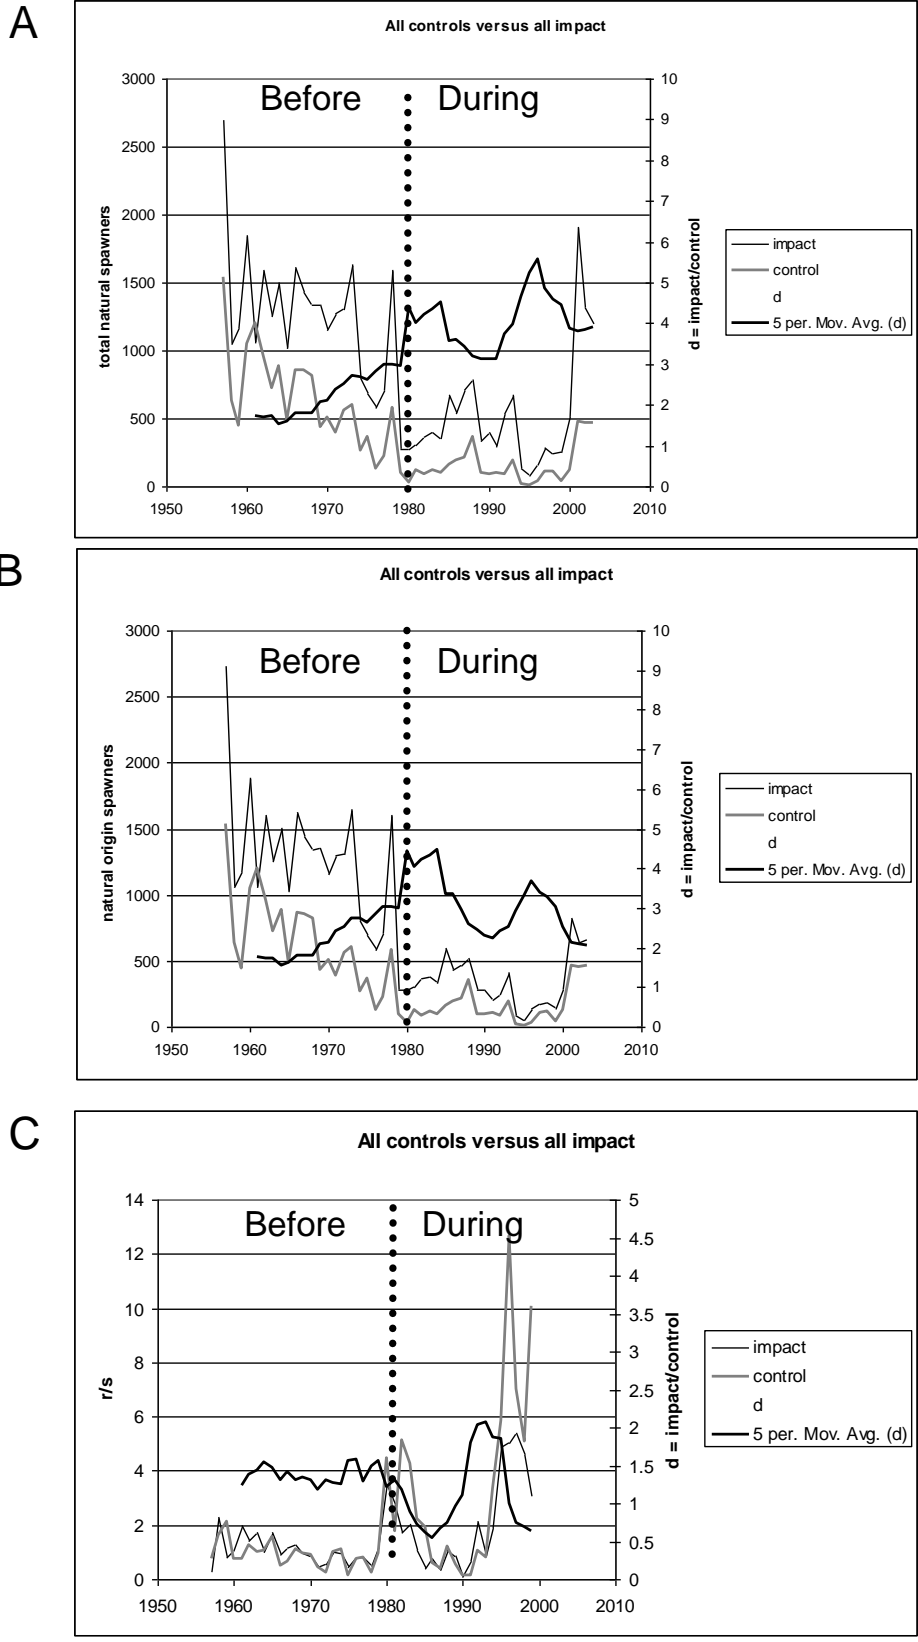 A
All controls versus all impact
3000
2500
2000
1500
1000
500
0
total natural spawners
Before
During
10
9
8
7
6
5
4
3
2
1
0
d = impact/control
1950
1960
1970
1980
1990
2000
2010
impact
control
d
5 per. Mov. Avg. (d)
B
All controls versus all impact
3000
2500
2000
1500
1000
500
0
natural origin spawners
Before
During
10
9
8
7
6
5
4
3
2
1
0
d = impact/control
1950
1960
1970
1980
1990
2000
2010
impact
control
d
5 per. Mov. Avg. (d)
C
All controls versus all impact
14
12
10
8
6
4
2
0
r/s
Before
During
5
4.5
4
3.5
3
2.5
2
1.5
1
0.5
0
d = impact/control
1950
1960
1970
1980
1990
2000
2010
impact
control
d
5 per. Mov. Avg. (d)